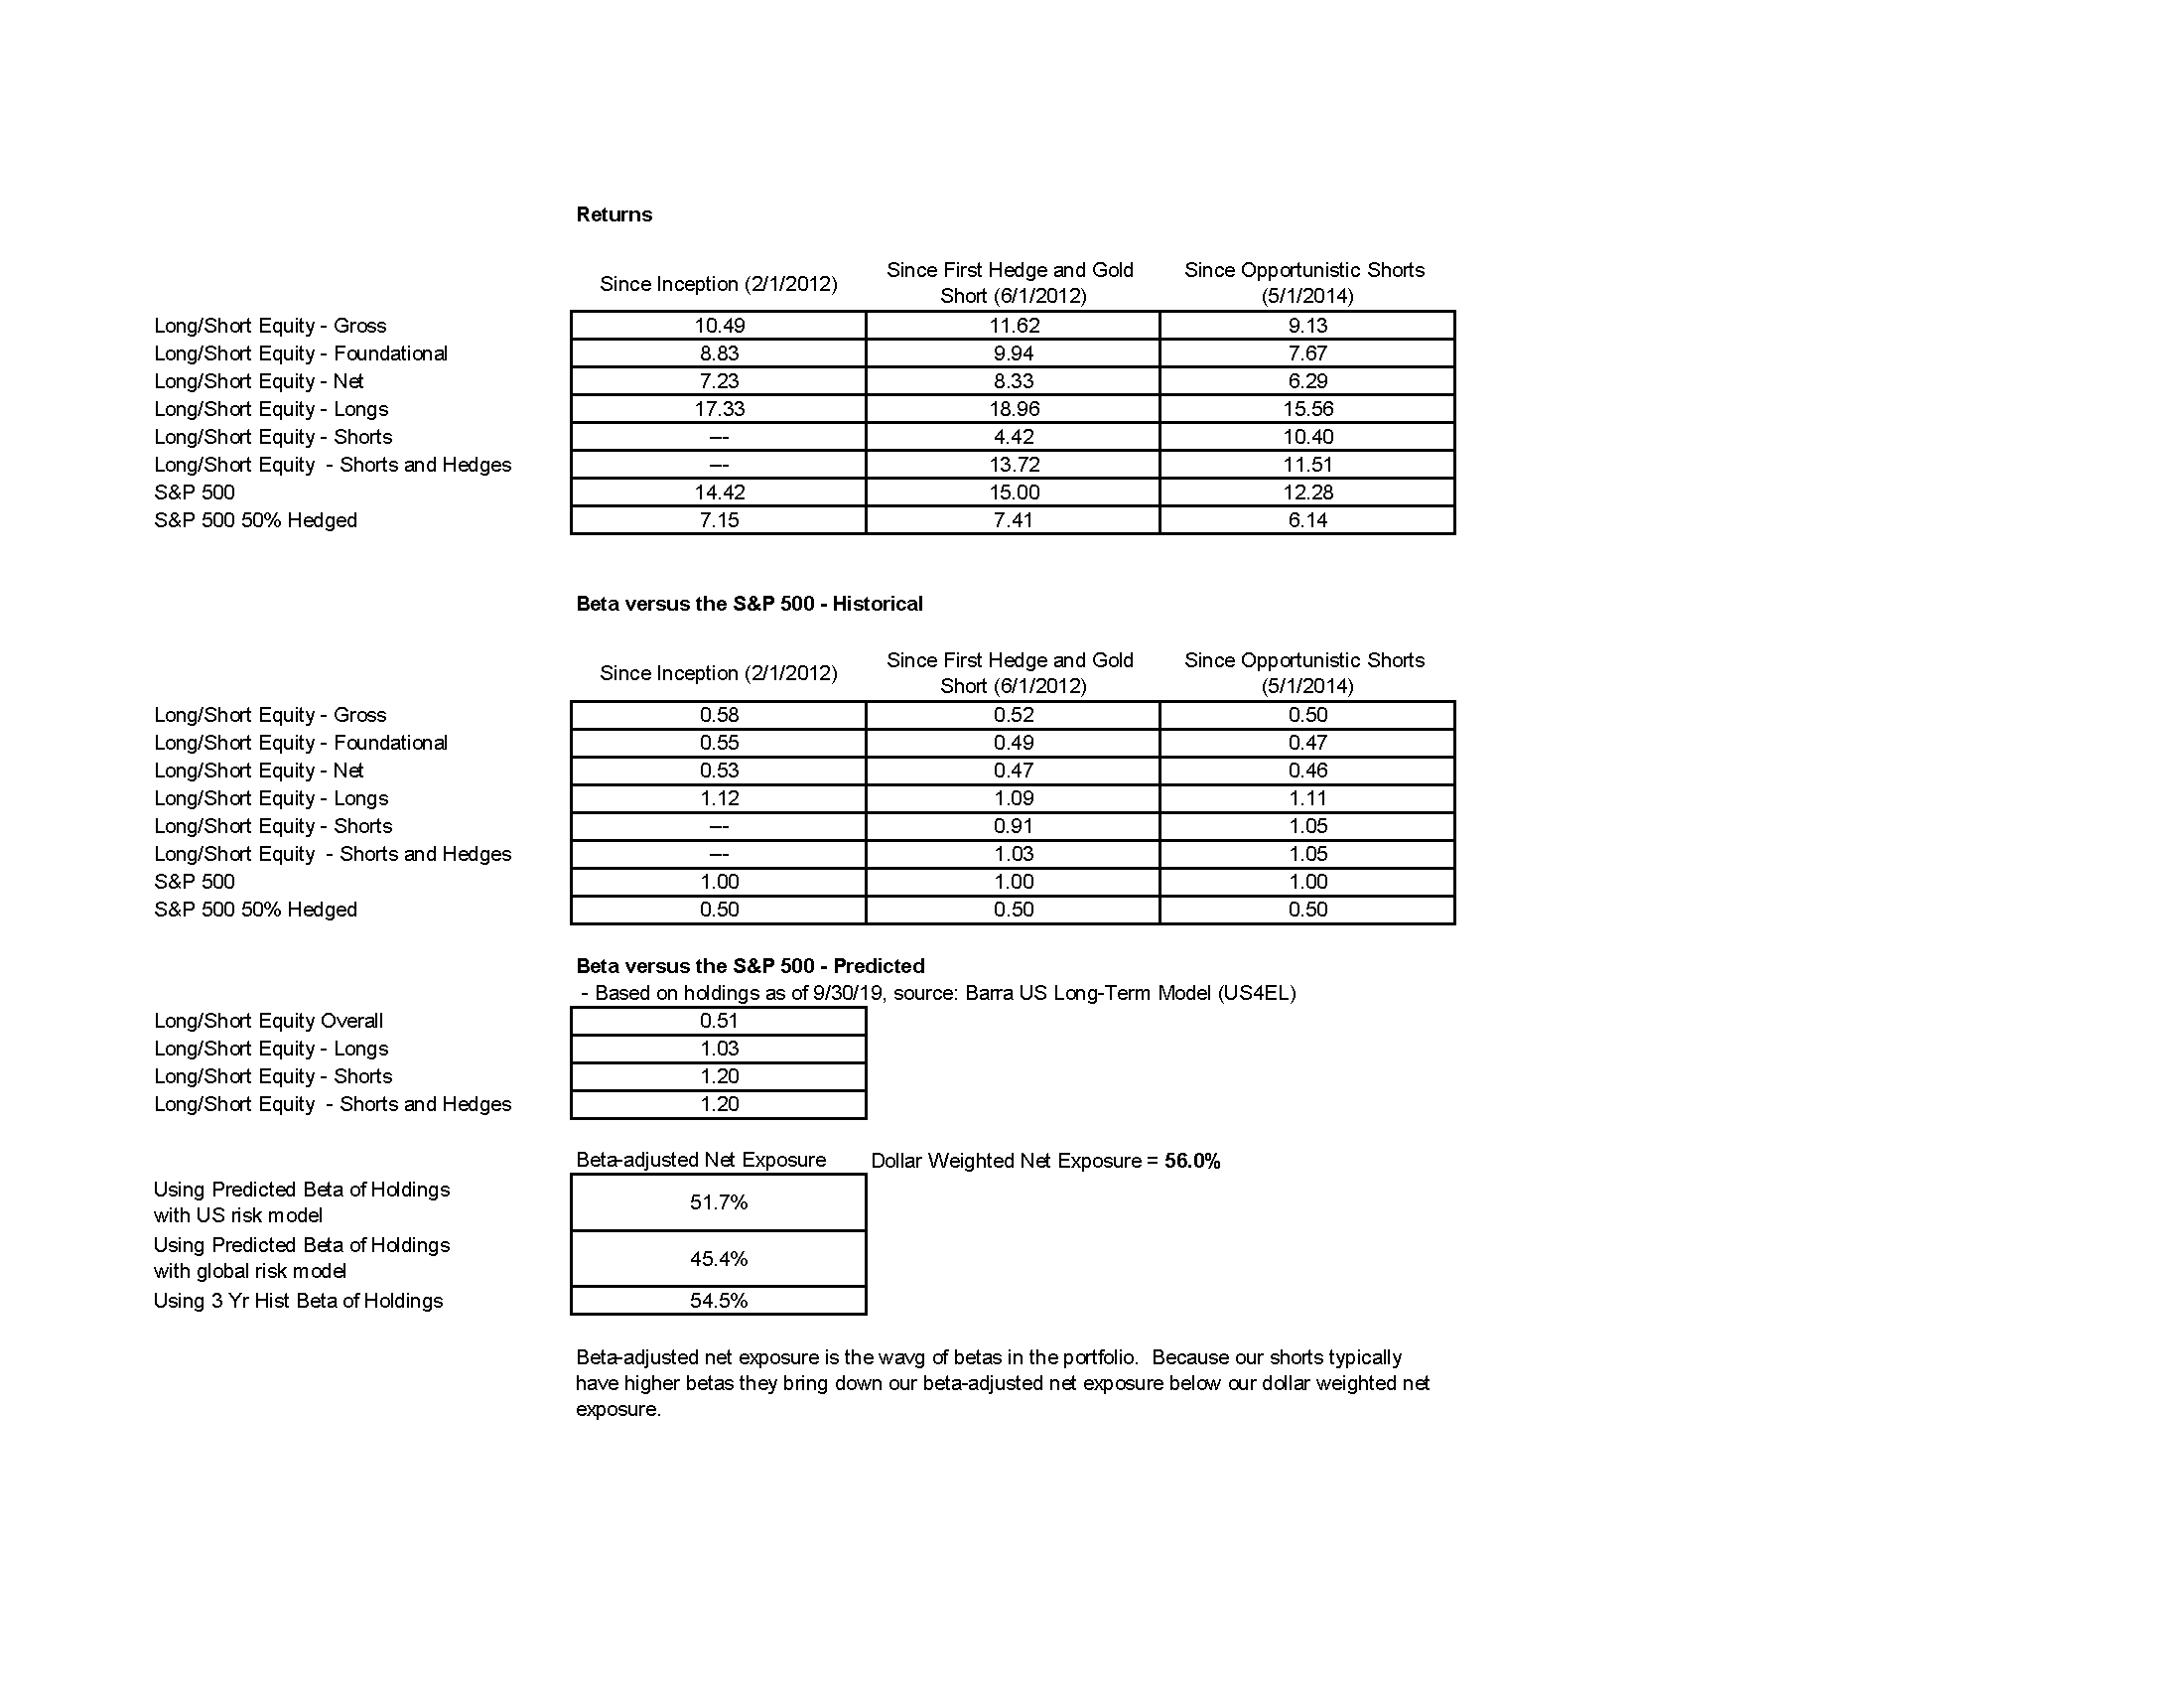 Returns
Since Inception (2/1/2012) Since First Hedge and Gold Short (6/1/2012) Since Opportunistic Shorts (5/1/2014)
Long/Short Equity - Gross 10.49 11.62 9.13
Long/Short Equity - Foundational 8.83 9.94 7.67
Long/Short Equity - Net 7.23 8.33 6.29
Long/Short Equity - Longs 17.33 18.96 15.56
Long/Short Equity - Shorts --- 4.42 10.40
Long/Short Equity - Shorts and Hedges --- 13.72 11.51
S&P 500 14.42 15.00 12.28
S&P 500 50% Hedged 7.15 7.41 6.14
Beta versus the S&P 500 - Historical
Since Inception (2/1/2012) Since First Hedge and Gold Short (6/1/2012) Since Opportunistic Shorts (5/1/2014)
Long/Short Equity - Gross 0.58 0.52 0.50
Long/Short Equity - Foundational 0.55 0.49 0.47
Long/Short Equity - Net 0.53 0.47 0.46
Long/Short Equity - Longs 1.12 1.09 1.11
Long/Short Equity - Shorts --- 0.91 1.05
Long/Short Equity - Shorts and Hedges --- 1.03 1.05
S&P 500 1.00 1.00 1.00
S&P 500 50% Hedged 0.50 0.50 0.50
Beta versus the S&P 500 - Predicted
- Based on holdings as of 9/30/19, source: Barra US Long-Term Model (US4EL)
Long/Short Equity Overall 0.51
Long/Short Equity - Longs 1.03
Long/Short Equity - Shorts 1.20
Long/Short Equity - Shorts and Hedges 1.20
Beta-adjusted Net Exposure Dollar Weighted Net Exposure = 56.0%
Using Predicted Beta of Holdings
with US risk model 51.7%
Using Predicted Beta of Holdings
with global risk model 45.4%
Using 3 Yr Hist Beta of Holdings 54.5%
Beta-adjusted net exposure is the wavg of betas in the portfolio. Because our shorts typically
have higher betas they bring down our beta-adjusted net exposure below our dollar weighted net
exposure.